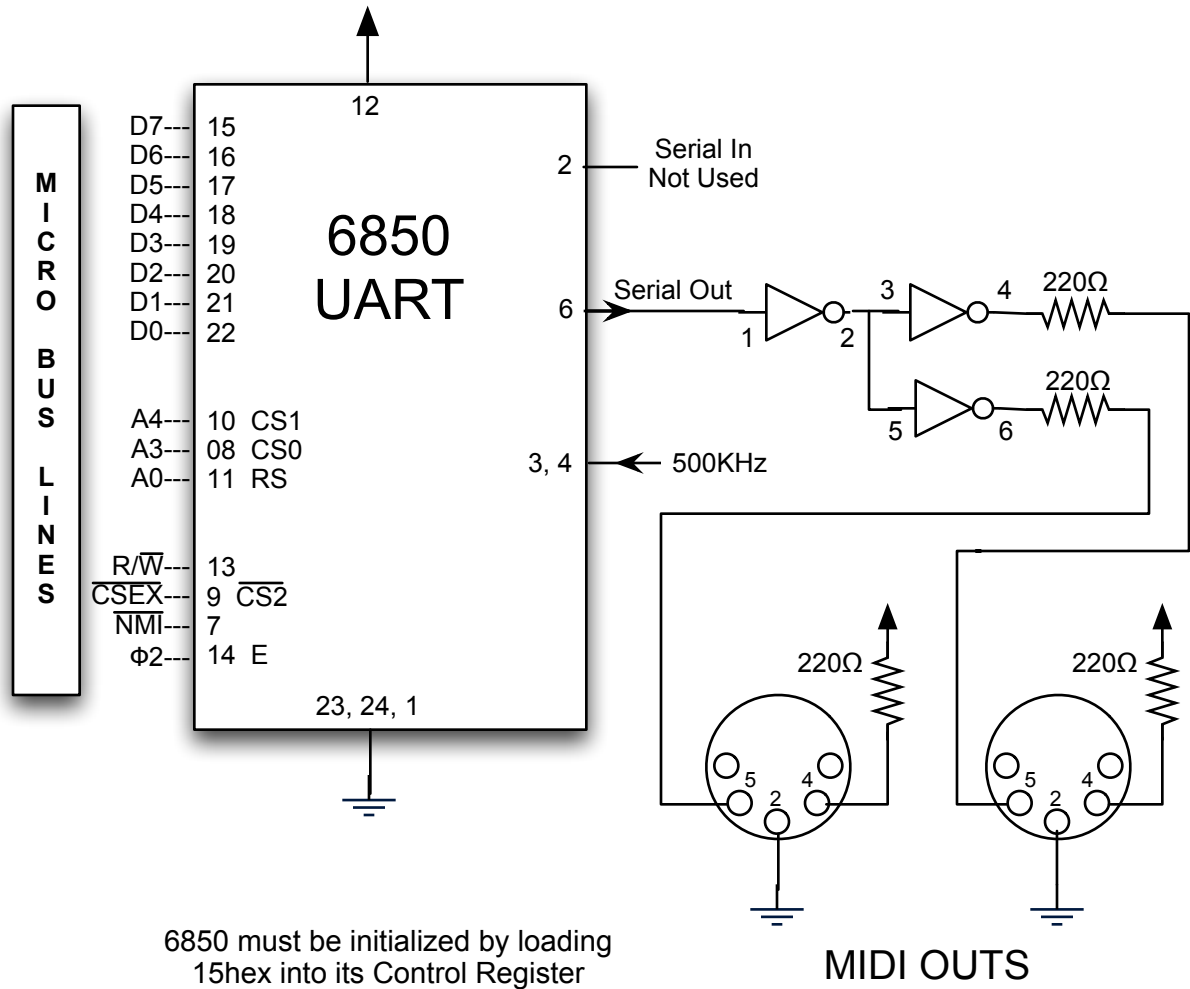 MICRO BUS LINES
12
D7--- 15
D6--- 16
D5--- 17
D4--- 18
D3--- 19
D2--- 20
D1--- 21
D0--- 22
6850
UART
2
Serial In
Not Used
6
Serial Out
1
2
3
4
220Ω
5
6
220Ω
A4--- 10 CS1
A3--- 08 CS0
A0--- 11 RS
3, 4
500KHz
R/W̅--- 13
C̅S̅E̅X̅--- 9 C̅S̅2̅
N̅M̅I̅--- 7
Φ2--- 14 E
23, 24, 1
220Ω
5
2
4
220Ω
5
2
4
6850 must be initialized by loading
15hex into its Control Register
MIDI OUTS